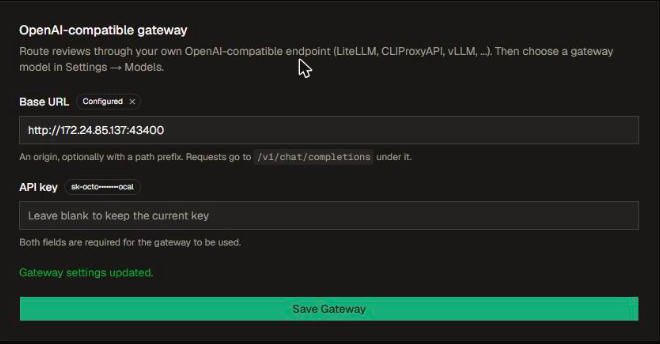 OpenAI-compatible gateway
Route reviews through your own OpenAI-compatible endpoint (LiteLLM, CLIProxyAPI, vLLM, ...). Then choose a gateway
model in Settings → Models.
Base URL Configured ×
http://172.24.85.137:43400
An origin, optionally with a path prefix. Requests go to /v1/chat/completions under it.
API key sk-octo••••••••ocal
Leave blank to keep the current key
Both fields are required for the gateway to be used.
Gateway settings updated.
Save Gateway